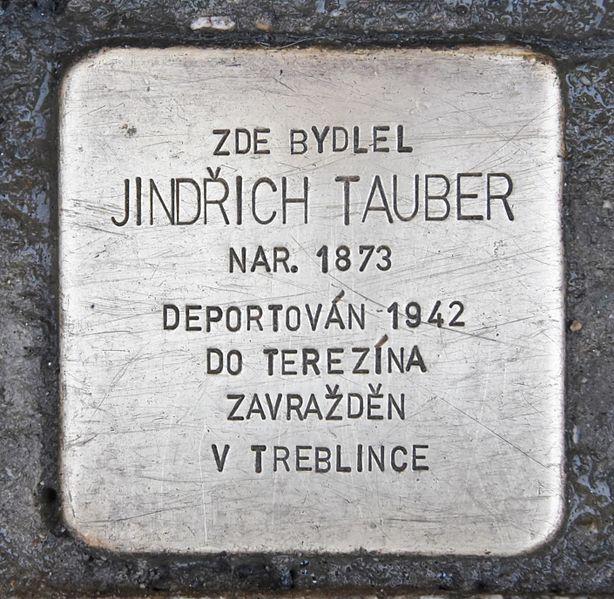 ZDE BYDLEL
JINDŘICH TAUBER
NAR. 1873
DEPORTOVÁN 1942
DO TEREZÍNA
ZAVRAŽDĚN
V TREBLINCE